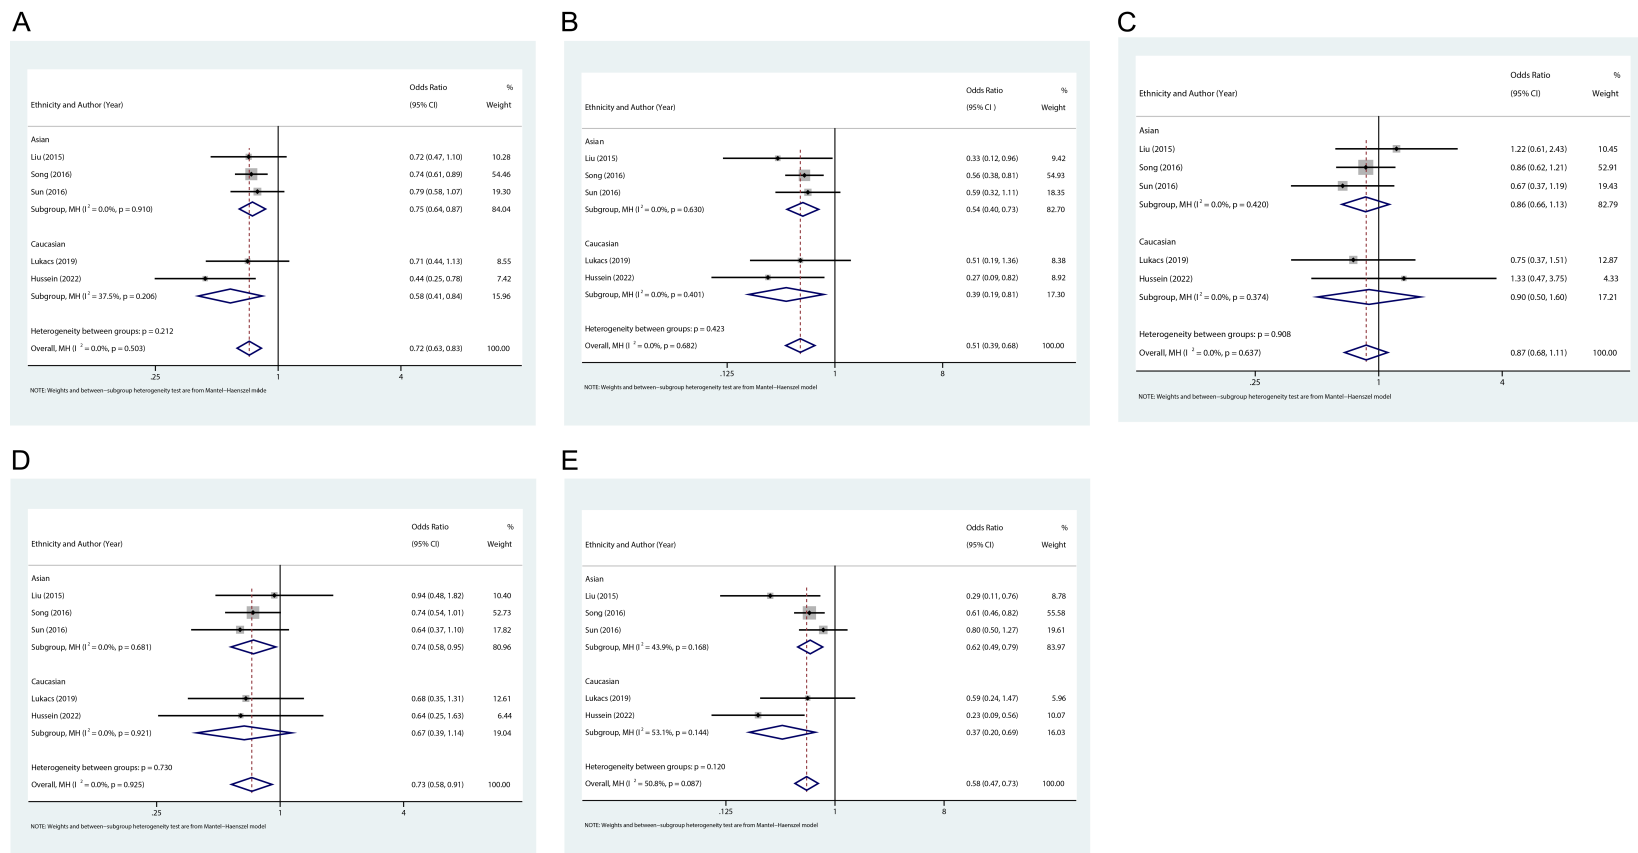 A
Odds Ratio %
Ethnicity and Author (Year) (95% CI) Weight
Asian
Liu (2015) 0.72 (0.47, 1.10) 10.28
Song (2016) 0.74 (0.61, 0.89) 54.46
Sun (2016) 0.79 (0.58, 1.07) 19.30
Subgroup, MH (I² = 0.0%, p = 0.910) 0.75 (0.64, 0.87) 84.04
Caucasian
Lukacs (2019) 0.71 (0.44, 1.13) 8.55
Hussein (2022) 0.44 (0.25, 0.78) 7.42
Subgroup, MH (I² = 37.5%, p = 0.206) 0.58 (0.41, 0.84) 15.96
Heterogeneity between groups: p = 0.212
Overall, MH (I ² = 0.0%, p = 0.503) 0.72 (0.63, 0.83) 100.00
.25 1 4
NOTE: Weights and between−subgroup heterogeneity test are from Mantel−Haenszel mode
B
Odds Ratio %
Ethnicity and Author (Year) (95% CI ) Weight
Asian
Liu (2015) 0.33 (0.12, 0.96) 9.42
Song (2016) 0.56 (0.38, 0.81) 54.93
Sun (2016) 0.59 (0.32, 1.11) 18.35
Subgroup, MH (I² = 0.0%, p = 0.630) 0.54 (0.40, 0.73) 82.70
Caucasian
Lukacs (2019) 0.51 (0.19, 1.36) 8.38
Hussein (2022) 0.27 (0.09, 0.82) 8.92
Subgroup, MH (I² = 0.0%, p = 0.401) 0.39 (0.19, 0.81) 17.30
Heterogeneity between groups: p = 0.423
Overall, MH (I ² = 0.0%, p = 0.682) 0.51 (0.39, 0.68) 100.00
.125 1 8
NOTE: Weights and between−subgroup heterogeneity test are from Mantel−Haenszel model
C
Odds Ratio %
Ethnicity and Author (Year) (95% CI) Weight
Asian
Liu (2015) 1.22 (0.61, 2.43) 10.45
Song (2016) 0.86 (0.62, 1.21) 52.91
Sun (2016) 0.67 (0.37, 1.19) 19.43
Subgroup, MH (I² = 0.0%, p = 0.420) 0.86 (0.66, 1.13) 82.79
Caucasian
Lukacs (2019) 0.75 (0.37, 1.51) 12.87
Hussein (2022) 1.33 (0.47, 3.75) 4.33
Subgroup, MH (I² = 0.0%, p = 0.374) 0.90 (0.50, 1.60) 17.21
Heterogeneity between groups: p = 0.908
Overall, MH (I ² = 0.0%, p = 0.637) 0.87 (0.68, 1.11) 100.00
.25 1 4
NOTE: Weights and between−subgroup heterogeneity test are from Mantel−Haenszel model
D
Odds Ratio %
Ethnicity and Author (Year) (95% CI) Weight
Asian
Liu (2015) 0.94 (0.48, 1.82) 10.40
Song (2016) 0.74 (0.54, 1.01) 52.73
Sun (2016) 0.64 (0.37, 1.10) 17.82
Subgroup, MH (I² = 0.0%, p = 0.681) 0.74 (0.58, 0.95) 80.96
Caucasian
Lukacs (2019) 0.68 (0.35, 1.31) 12.61
Hussein (2022) 0.64 (0.25, 1.63) 6.44
Subgroup, MH (I² = 0.0%, p = 0.921) 0.67 (0.39, 1.14) 19.04
Heterogeneity between groups: p = 0.730
Overall, MH (I ² = 0.0%, p = 0.925) 0.73 (0.58, 0.91) 100.00
.25 1 4
NOTE: Weights and between−subgroup heterogeneity test are from Mantel−Haenszel model
E
Odds Ratio %
Ethnicity and Author (Year) (95% CI) Weight
Asian
Liu (2015) 0.29 (0.11, 0.76) 8.78
Song (2016) 0.61 (0.46, 0.82) 55.58
Sun (2016) 0.80 (0.50, 1.27) 19.61
Subgroup, MH (I² = 43.9%, p = 0.168) 0.62 (0.49, 0.79) 83.97
Caucasian
Lukacs (2019) 0.59 (0.24, 1.47) 5.96
Hussein (2022) 0.23 (0.09, 0.56) 10.07
Subgroup, MH (I² = 53.1%, p = 0.144) 0.37 (0.20, 0.69) 16.03
Heterogeneity between groups: p = 0.120
Overall, MH (I ² = 50.8%, p = 0.087) 0.58 (0.47, 0.73) 100.00
.125 1 8
NOTE: Weights and between−subgroup heterogeneity test are from Mantel−Haenszel model